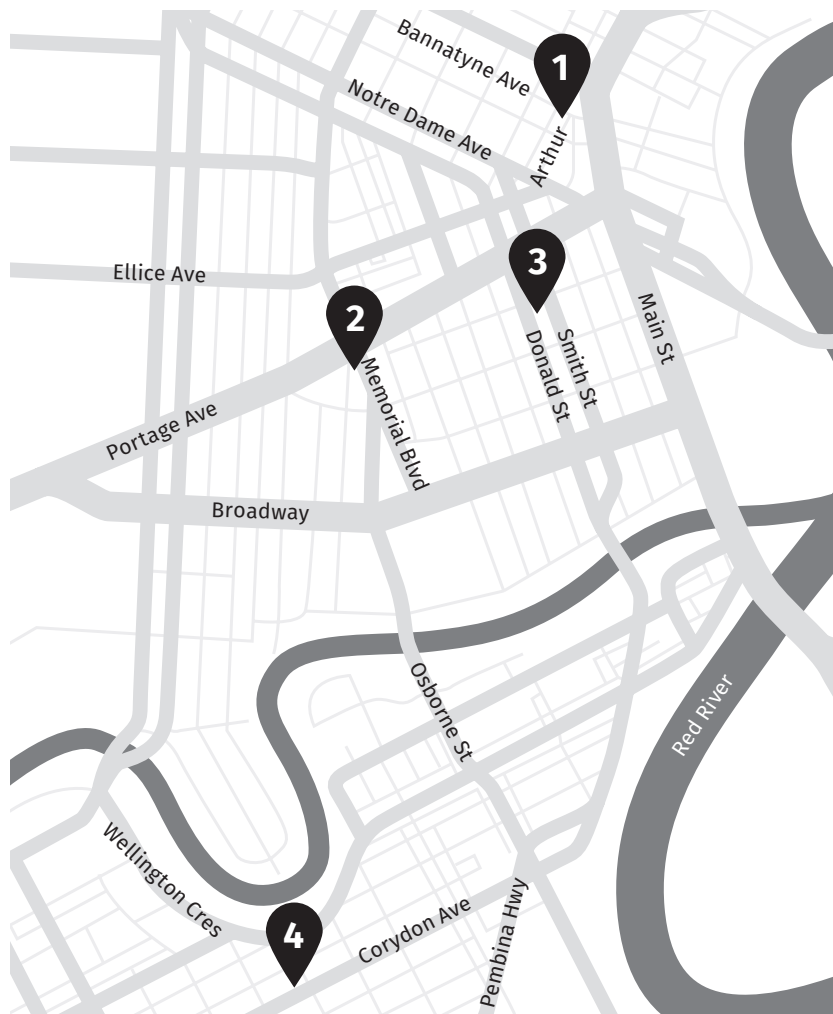 Bannatyne Ave
1
Notre Dame Ave
Arthur
3
Ellice Ave
2
Main St
Smith St
Donald St
Memorial Blvd
Portage Ave
Broadway
Osborne St
Red River
Wellington Cres
4
Corydon Ave
Pembina Hwy